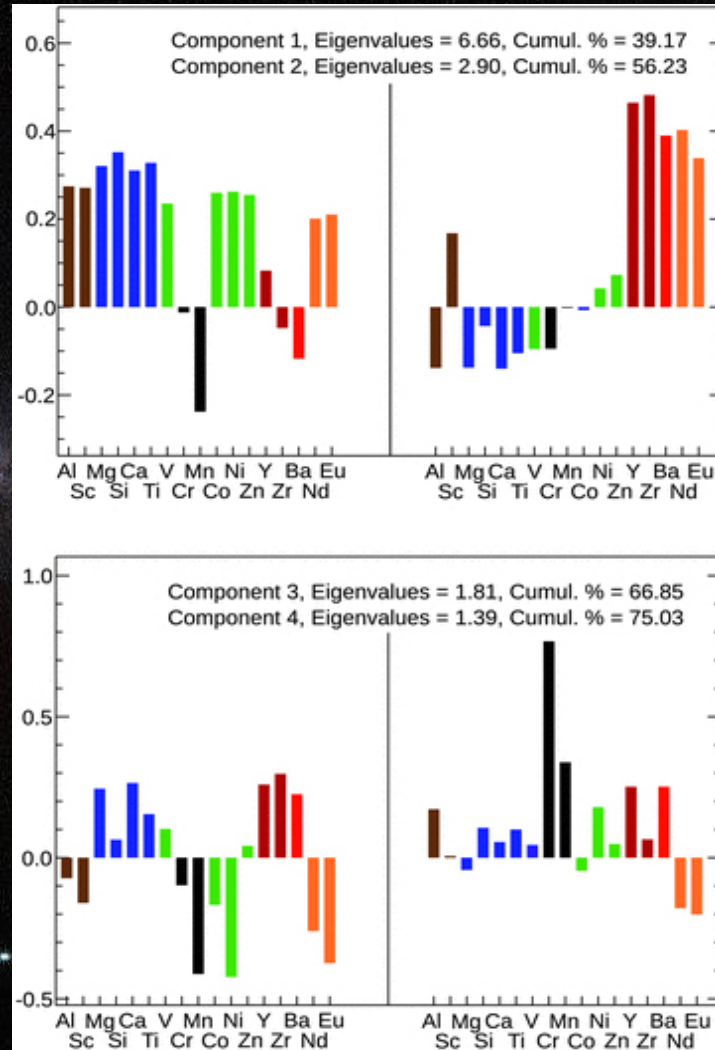 Component 1, Eigenvalues = 6.66, Cumul. % = 39.17
Component 2, Eigenvalues = 2.90, Cumul. % = 56.23
0.6
0.4
0.2
0.0
-0.2
Al Mg Ca V Mn Ni Y Ba Eu Al Mg Ca V Mn Ni Y Ba Eu
Sc Si Ti Cr Co Zn Zr Nd Sc Si Ti Cr Co Zn Zr Nd
Component 3, Eigenvalues = 1.81, Cumul. % = 66.85
Component 4, Eigenvalues = 1.39, Cumul. % = 75.03
1.0
0.5
0.0
-0.5
Al Mg Ca V Mn Ni Y Ba Eu Al Mg Ca V Mn Ni Y Ba Eu
Sc Si Ti Cr Co Zn Zr Nd Sc Si Ti Cr Co Zn Zr Nd